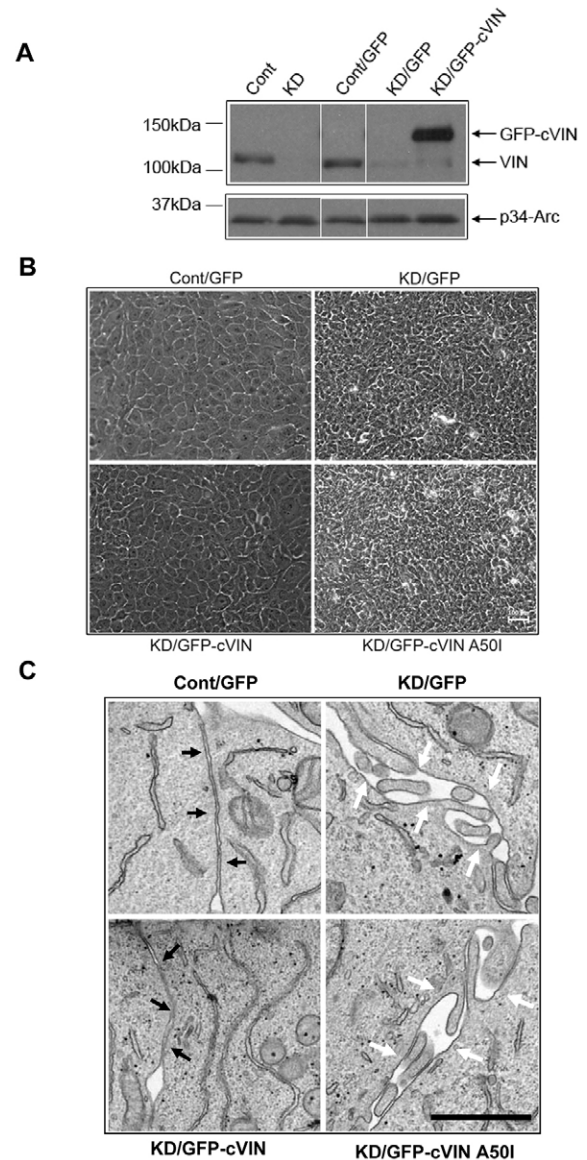 A
Cont
KD
Cont/GFP
KD/GFP
KD/GFP-cVIN
150kDa
GFP-cVIN
100kDa
VIN
37kDa
p34-Arc
B
Cont/GFP
KD/GFP
KD/GFP-cVIN
KD/GFP-cVIN A50I
C
Cont/GFP
KD/GFP
KD/GFP-cVIN
KD/GFP-cVIN A50I